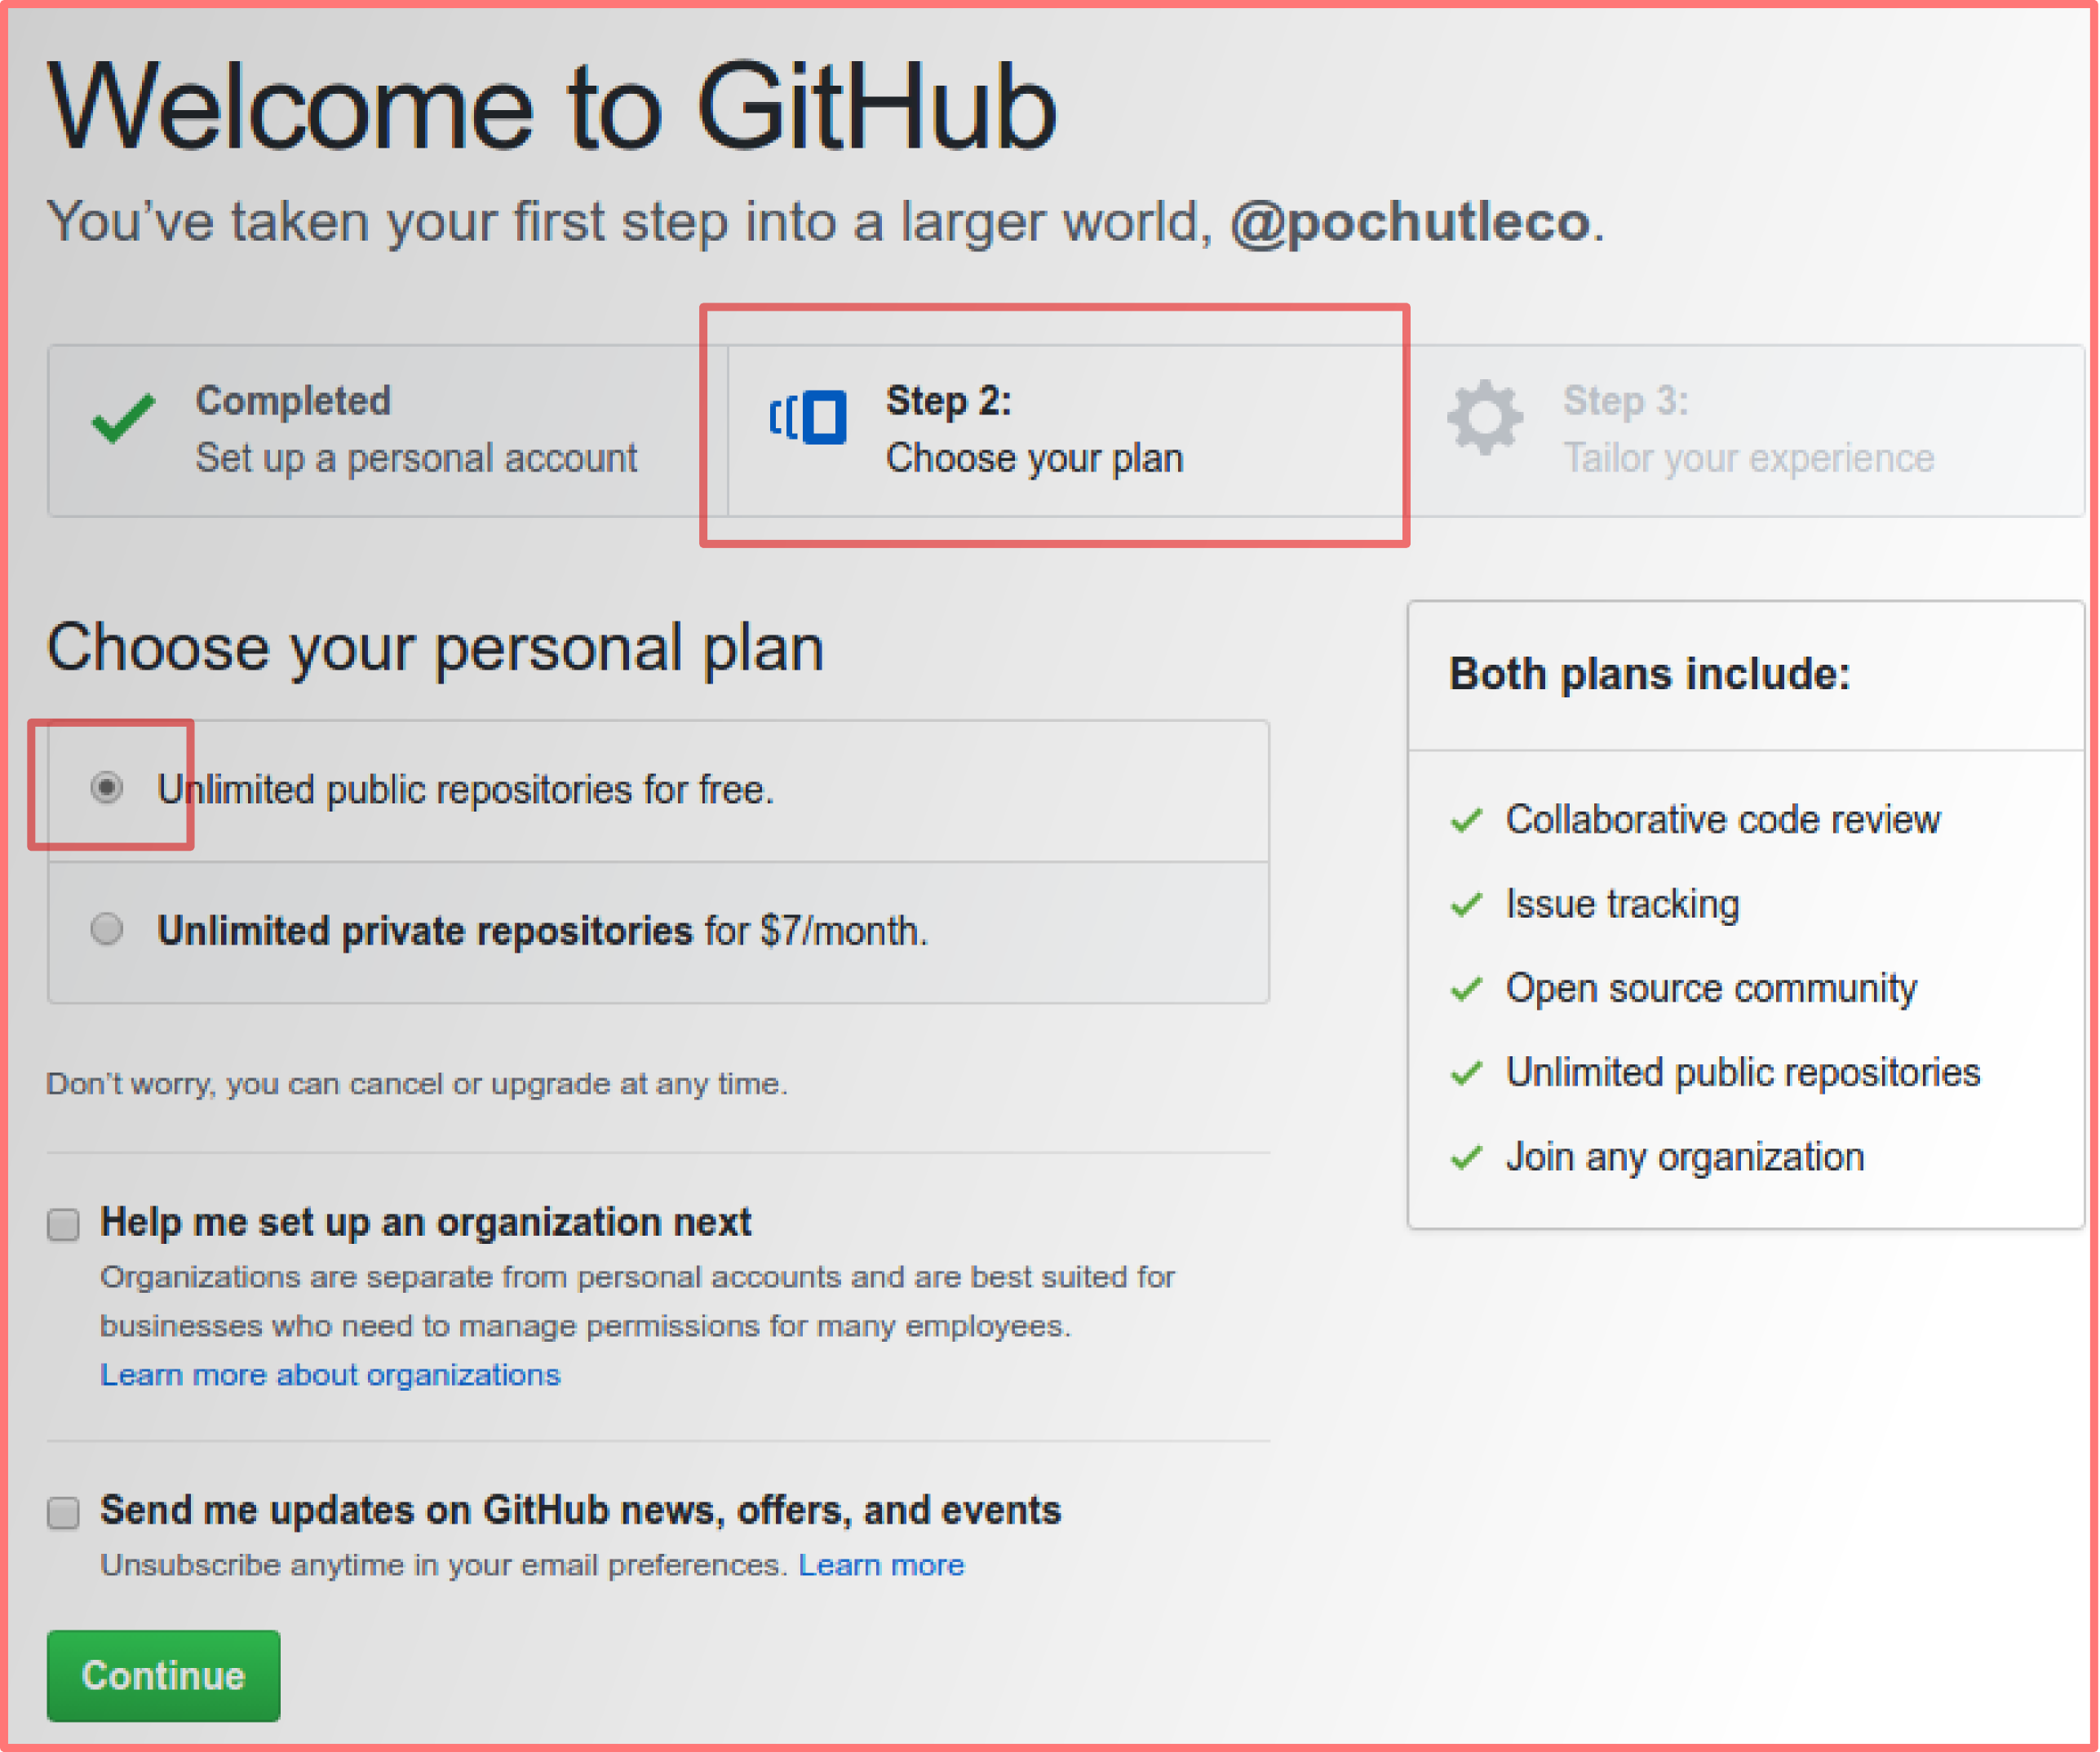 Welcome to GitHub
You’ve taken your first step into a larger world, @pochutleco.
Completed
Set up a personal account
Step 2:
Choose your plan
Step 3:
Tailor your experience
Choose your personal plan
Unlimited public repositories for free.
Unlimited private repositories for $7/month.
Don’t worry, you can cancel or upgrade at any time.
Help me set up an organization next
Organizations are separate from personal accounts and are best suited for
businesses who need to manage permissions for many employees.
Learn more about organizations
Send me updates on GitHub news, offers, and events
Unsubscribe anytime in your email preferences. Learn more
Continue
Both plans include:
Collaborative code review
Issue tracking
Open source community
Unlimited public repositories
Join any organization